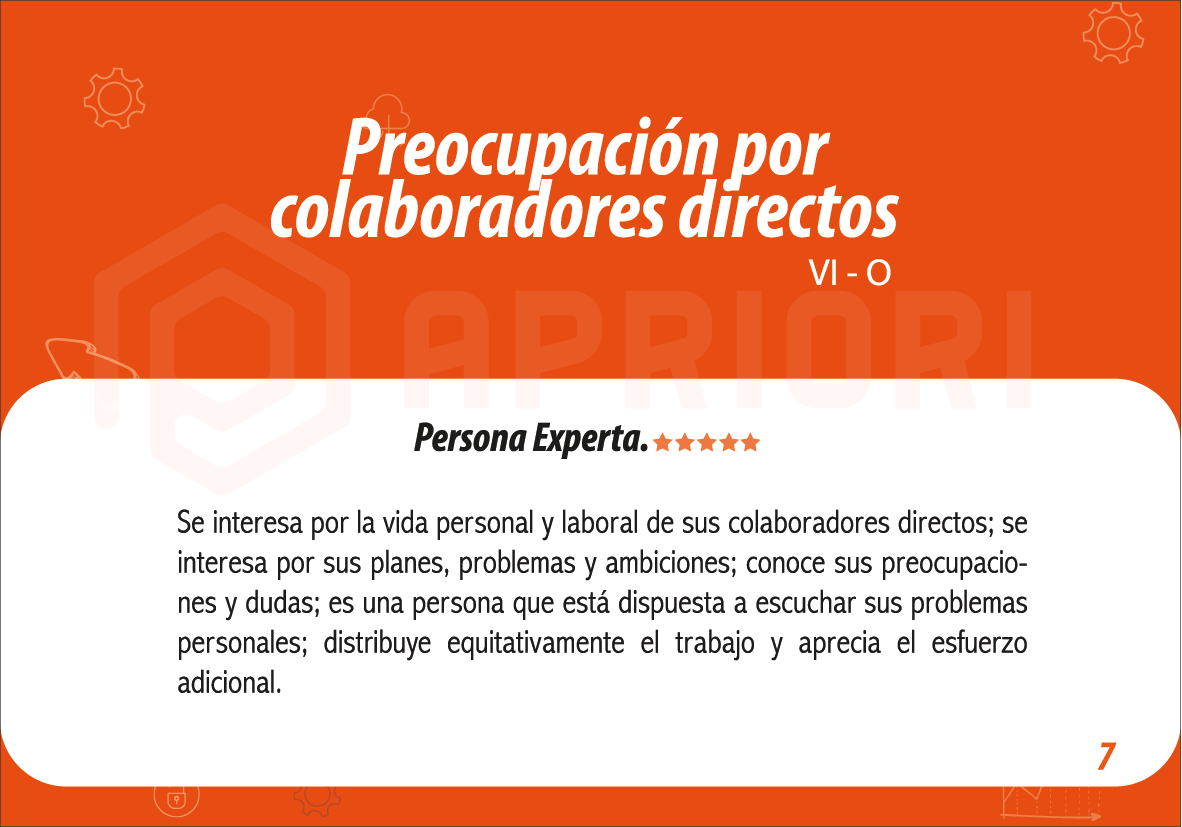 Preocupación por
colaboradores directos
VI - O
APRIORI
Persona Experta.
Se interesa por la vida personal y laboral de sus colaboradores directos; se
interesa por sus planes, problemas y ambiciones; conoce sus preocupacio-
nes y dudas; es una persona que está dispuesta a escuchar sus problemas
personales; distribuye equitativamente el trabajo y aprecia el esfuerzo
adicional.
7